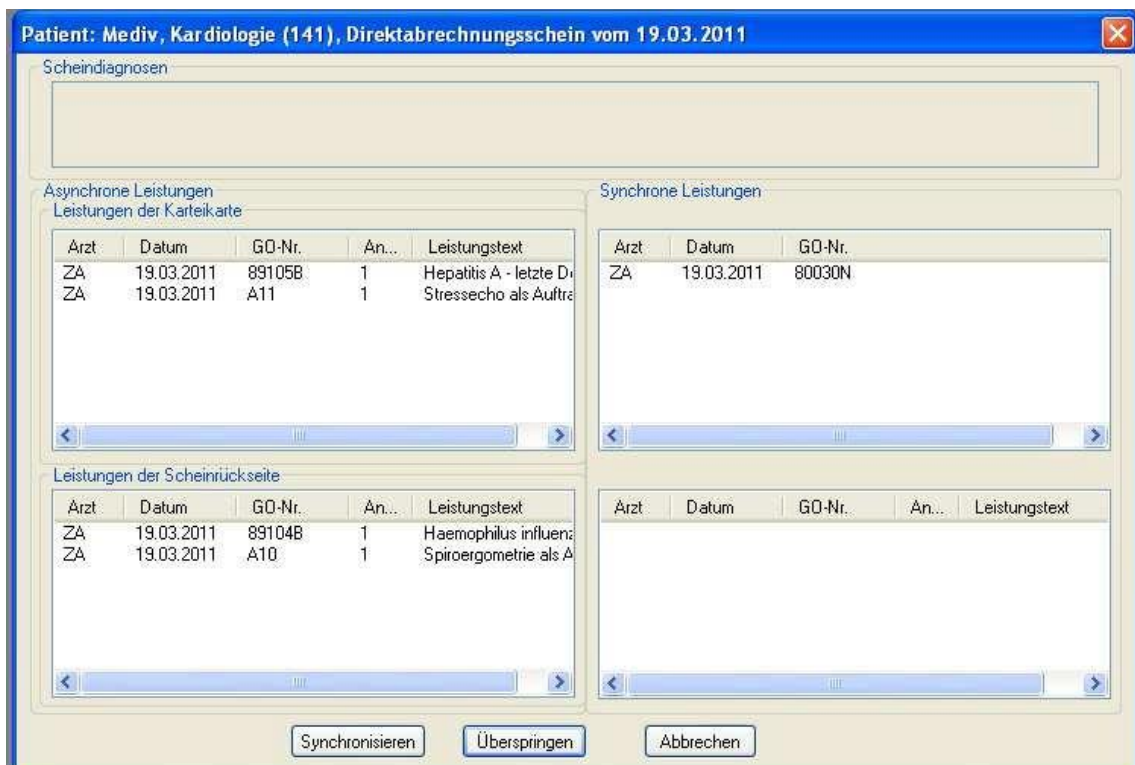 Patient: Mediv, Kardiologie (141), Direktabrechnungsschein vom 19.03.2011
Scheindiagnosen
Asynchrone Leistungen
Leistungen der Karteikarte
Arzt Datum GO-Nr. An... Leistungstext
ZA 19.03.2011 89105B 1 Hepatitis A - letzte D
ZA 19.03.2011 A11 1 Stressecho als Auftra
Synchrone Leistungen
Arzt Datum GO-Nr.
ZA 19.03.2011 80030N
Leistungen der Scheinrückseite
Arzt Datum GO-Nr. An... Leistungstext
ZA 19.03.2011 89104B 1 Haemophilus influenz
ZA 19.03.2011 A10 1 Spiroergometrie als A
Arzt Datum GO-Nr. An... Leistungstext
Synchronisieren Überspringen Abbrechen